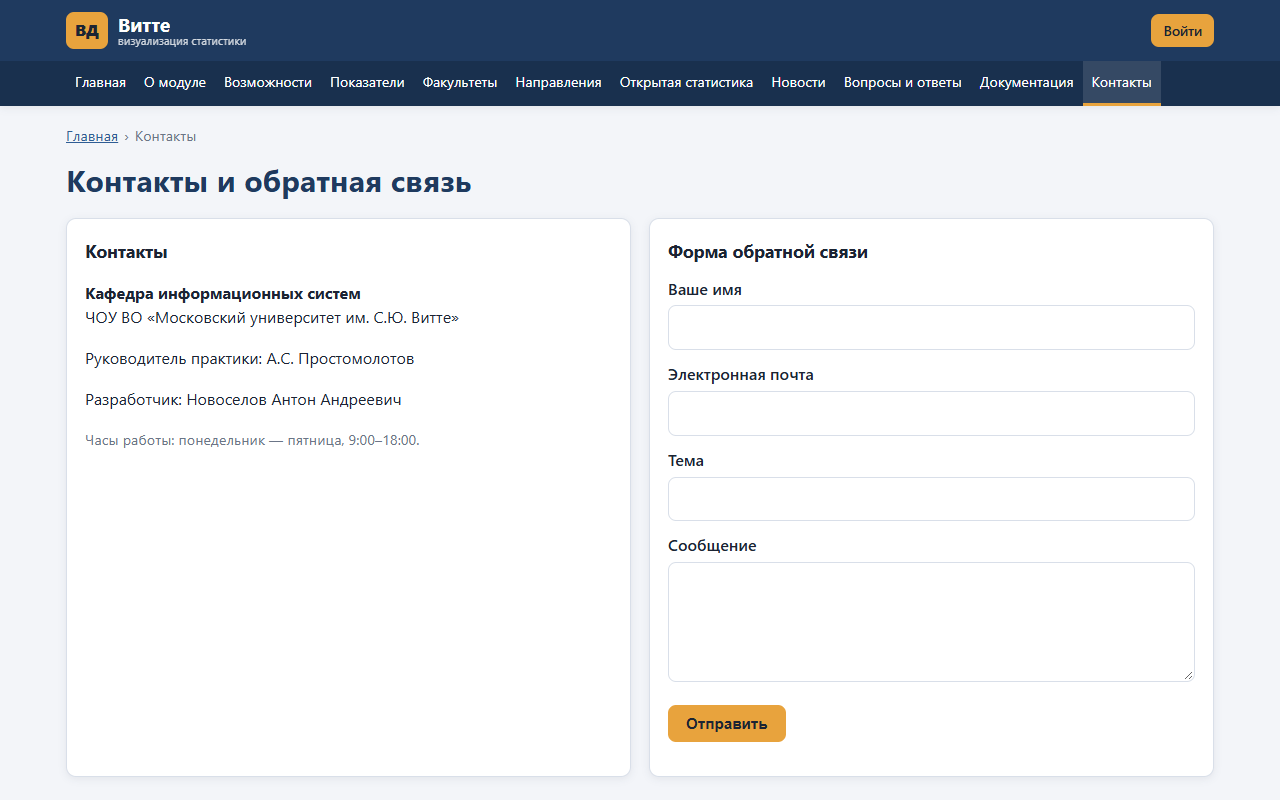 ВД
Витте
визуализация статистики
Войти
Главная О модуле Возможности Показатели Факультеты Направления Открытая статистика Новости Вопросы и ответы Документация Контакты
Главная › Контакты
Контакты и обратная связь
Контакты
Кафедра информационных систем
ЧОУ ВО «Московский университет им. С.Ю. Витте»
Руководитель практики: А.С. Простомолотов
Разработчик: Новоселов Антон Андреевич
Часы работы: понедельник — пятница, 9:00–18:00.
Форма обратной связи
Ваше имя
Электронная почта
Тема
Сообщение
Отправить